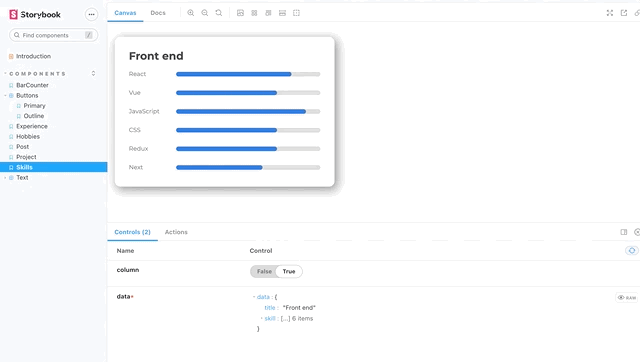 Storybook
Canvas Docs
Find components /
Introduction
COMPONENTS
BarCounter
Buttons
Primary
Outline
Experience
Hobbies
Post
Project
Skills
Text
Front end
React
Vue
JavaScript
CSS
Redux
Next
Controls (2) Actions
Name Control
column False True
data* - data : {
title : "Front end"
- skill : [...] 6 items
}
RAW